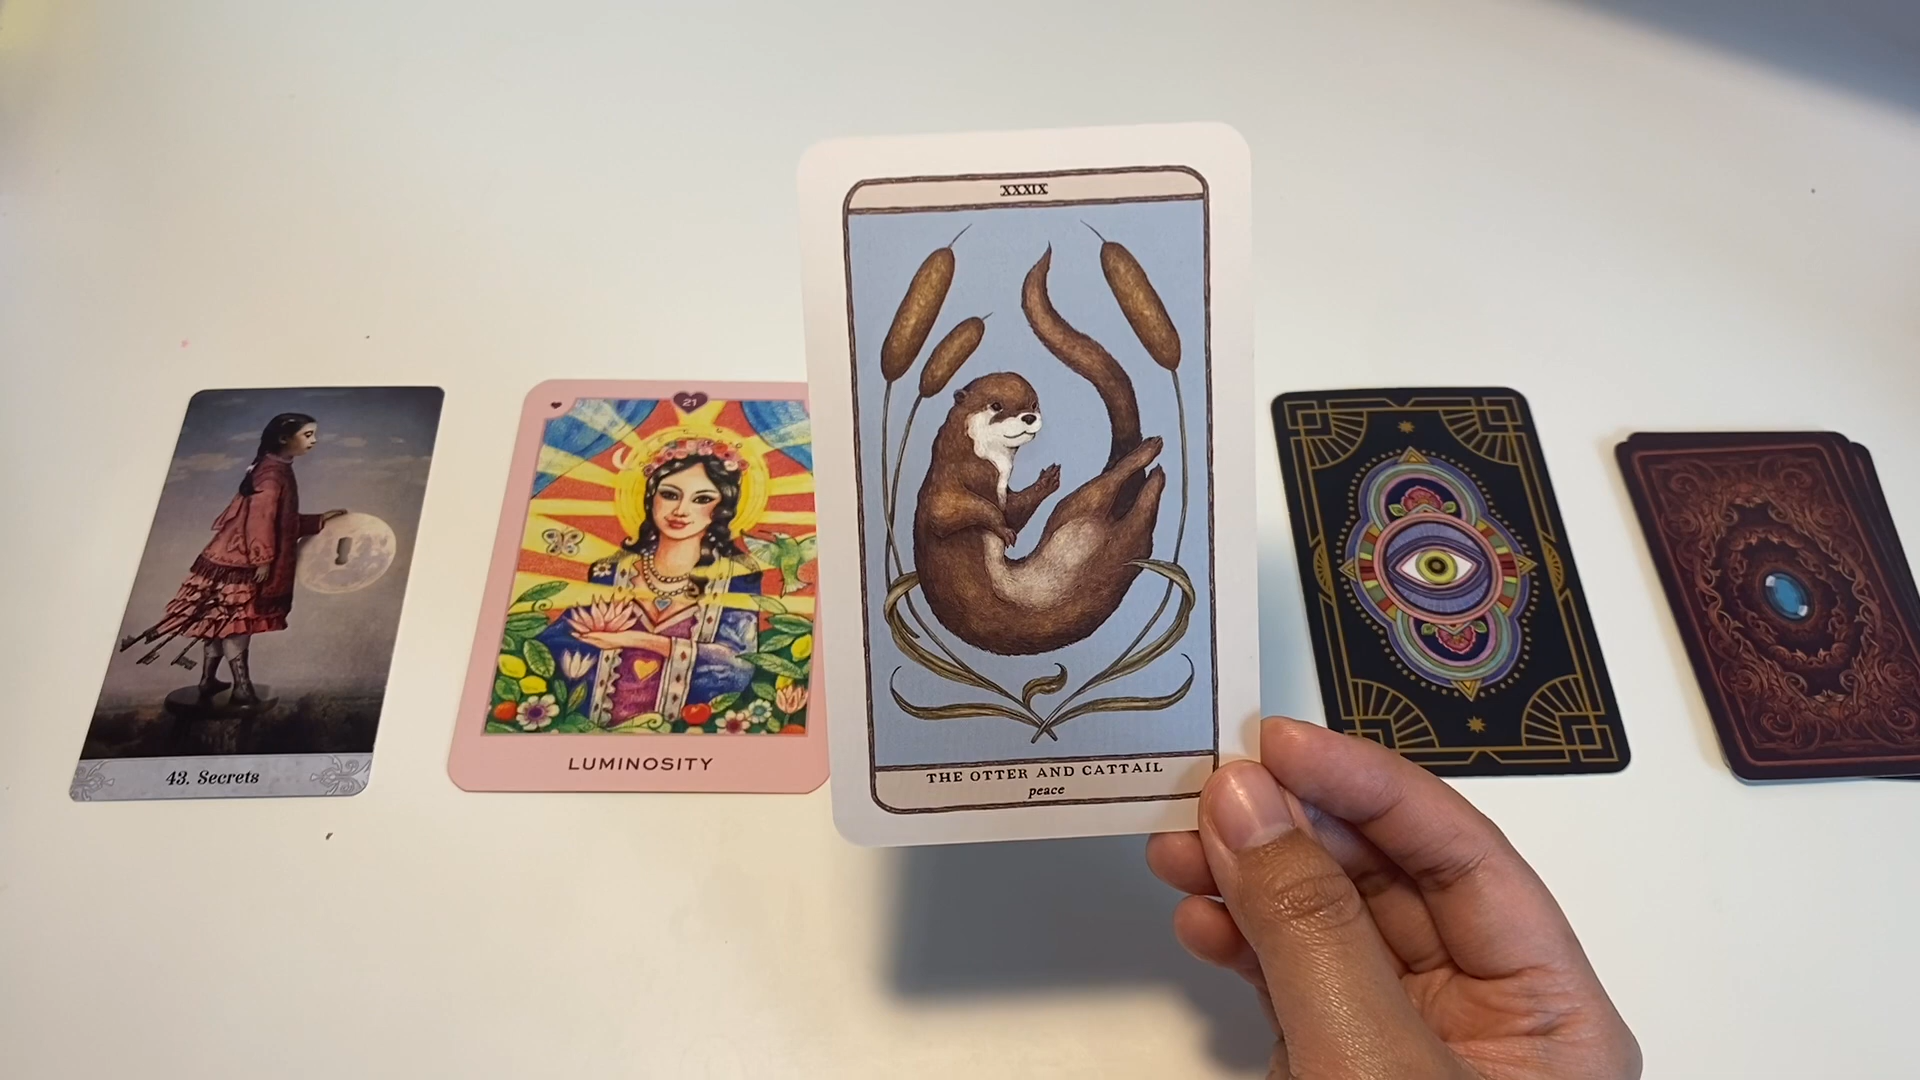 43. Secrets
21
LUMINOSITY
XXXIX
THE OTTER AND CATTAIL
peace